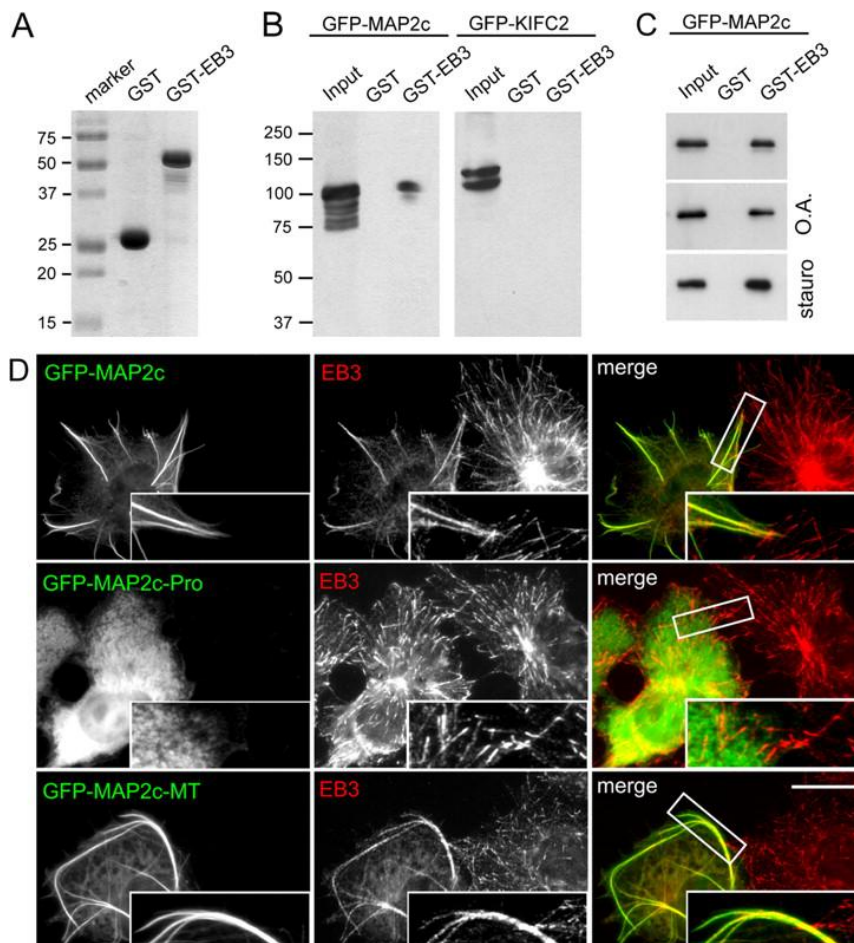 A
marker
GST
GST-EB3
75
50
37
25
20
15
B
GFP-MAP2c
GFP-KIFC2
Input
GST
GST-EB3
Input
GST
GST-EB3
250
150
100
75
50
37
C
GFP-MAP2c
Input
GST
GST-EB3
O.A.
stauro
D
GFP-MAP2c
EB3
merge
GFP-MAP2c-Pro
EB3
merge
GFP-MAP2c-MT
EB3
merge